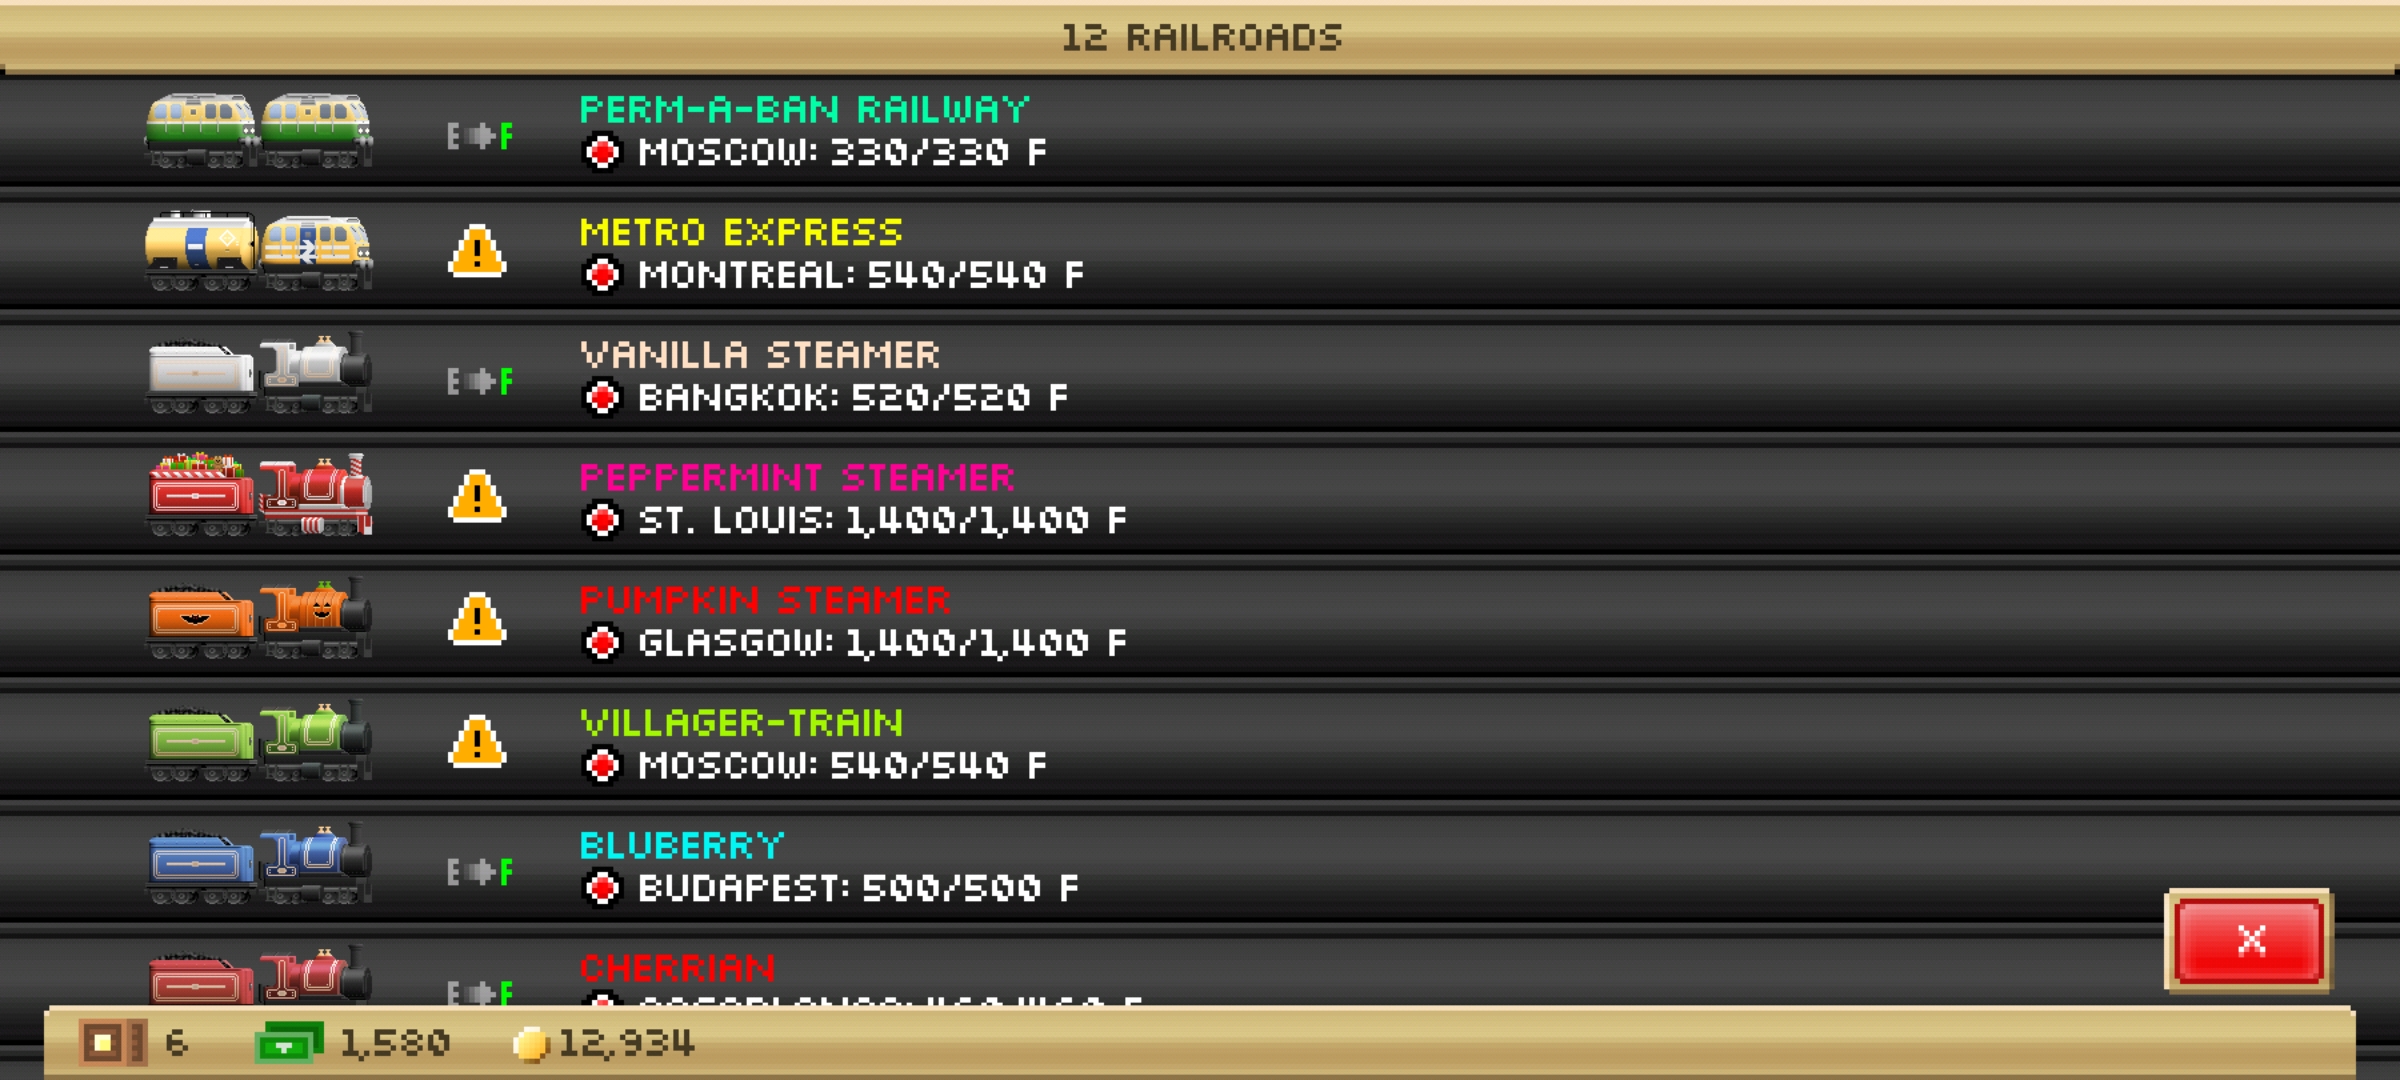 12 RAILROADS
PERM-A-BAN RAILWAY
E F
MOSCOW: 330/330 F
METRO EXPRESS
MONTREAL: 540/540 F
VANILLA STEAMER
E F
BANGKOK: 520/520 F
PEPPERMINT STEAMER
ST. LOUIS: 1,400/1,400 F
PUMPKIN STEAMER
GLASGOW: 1,400/1,400 F
VILLAGER-TRAIN
MOSCOW: 540/540 F
BLUBERRY
E F
BUDAPEST: 500/500 F
CHERRIAN
E F
X
6 1,580 12,934